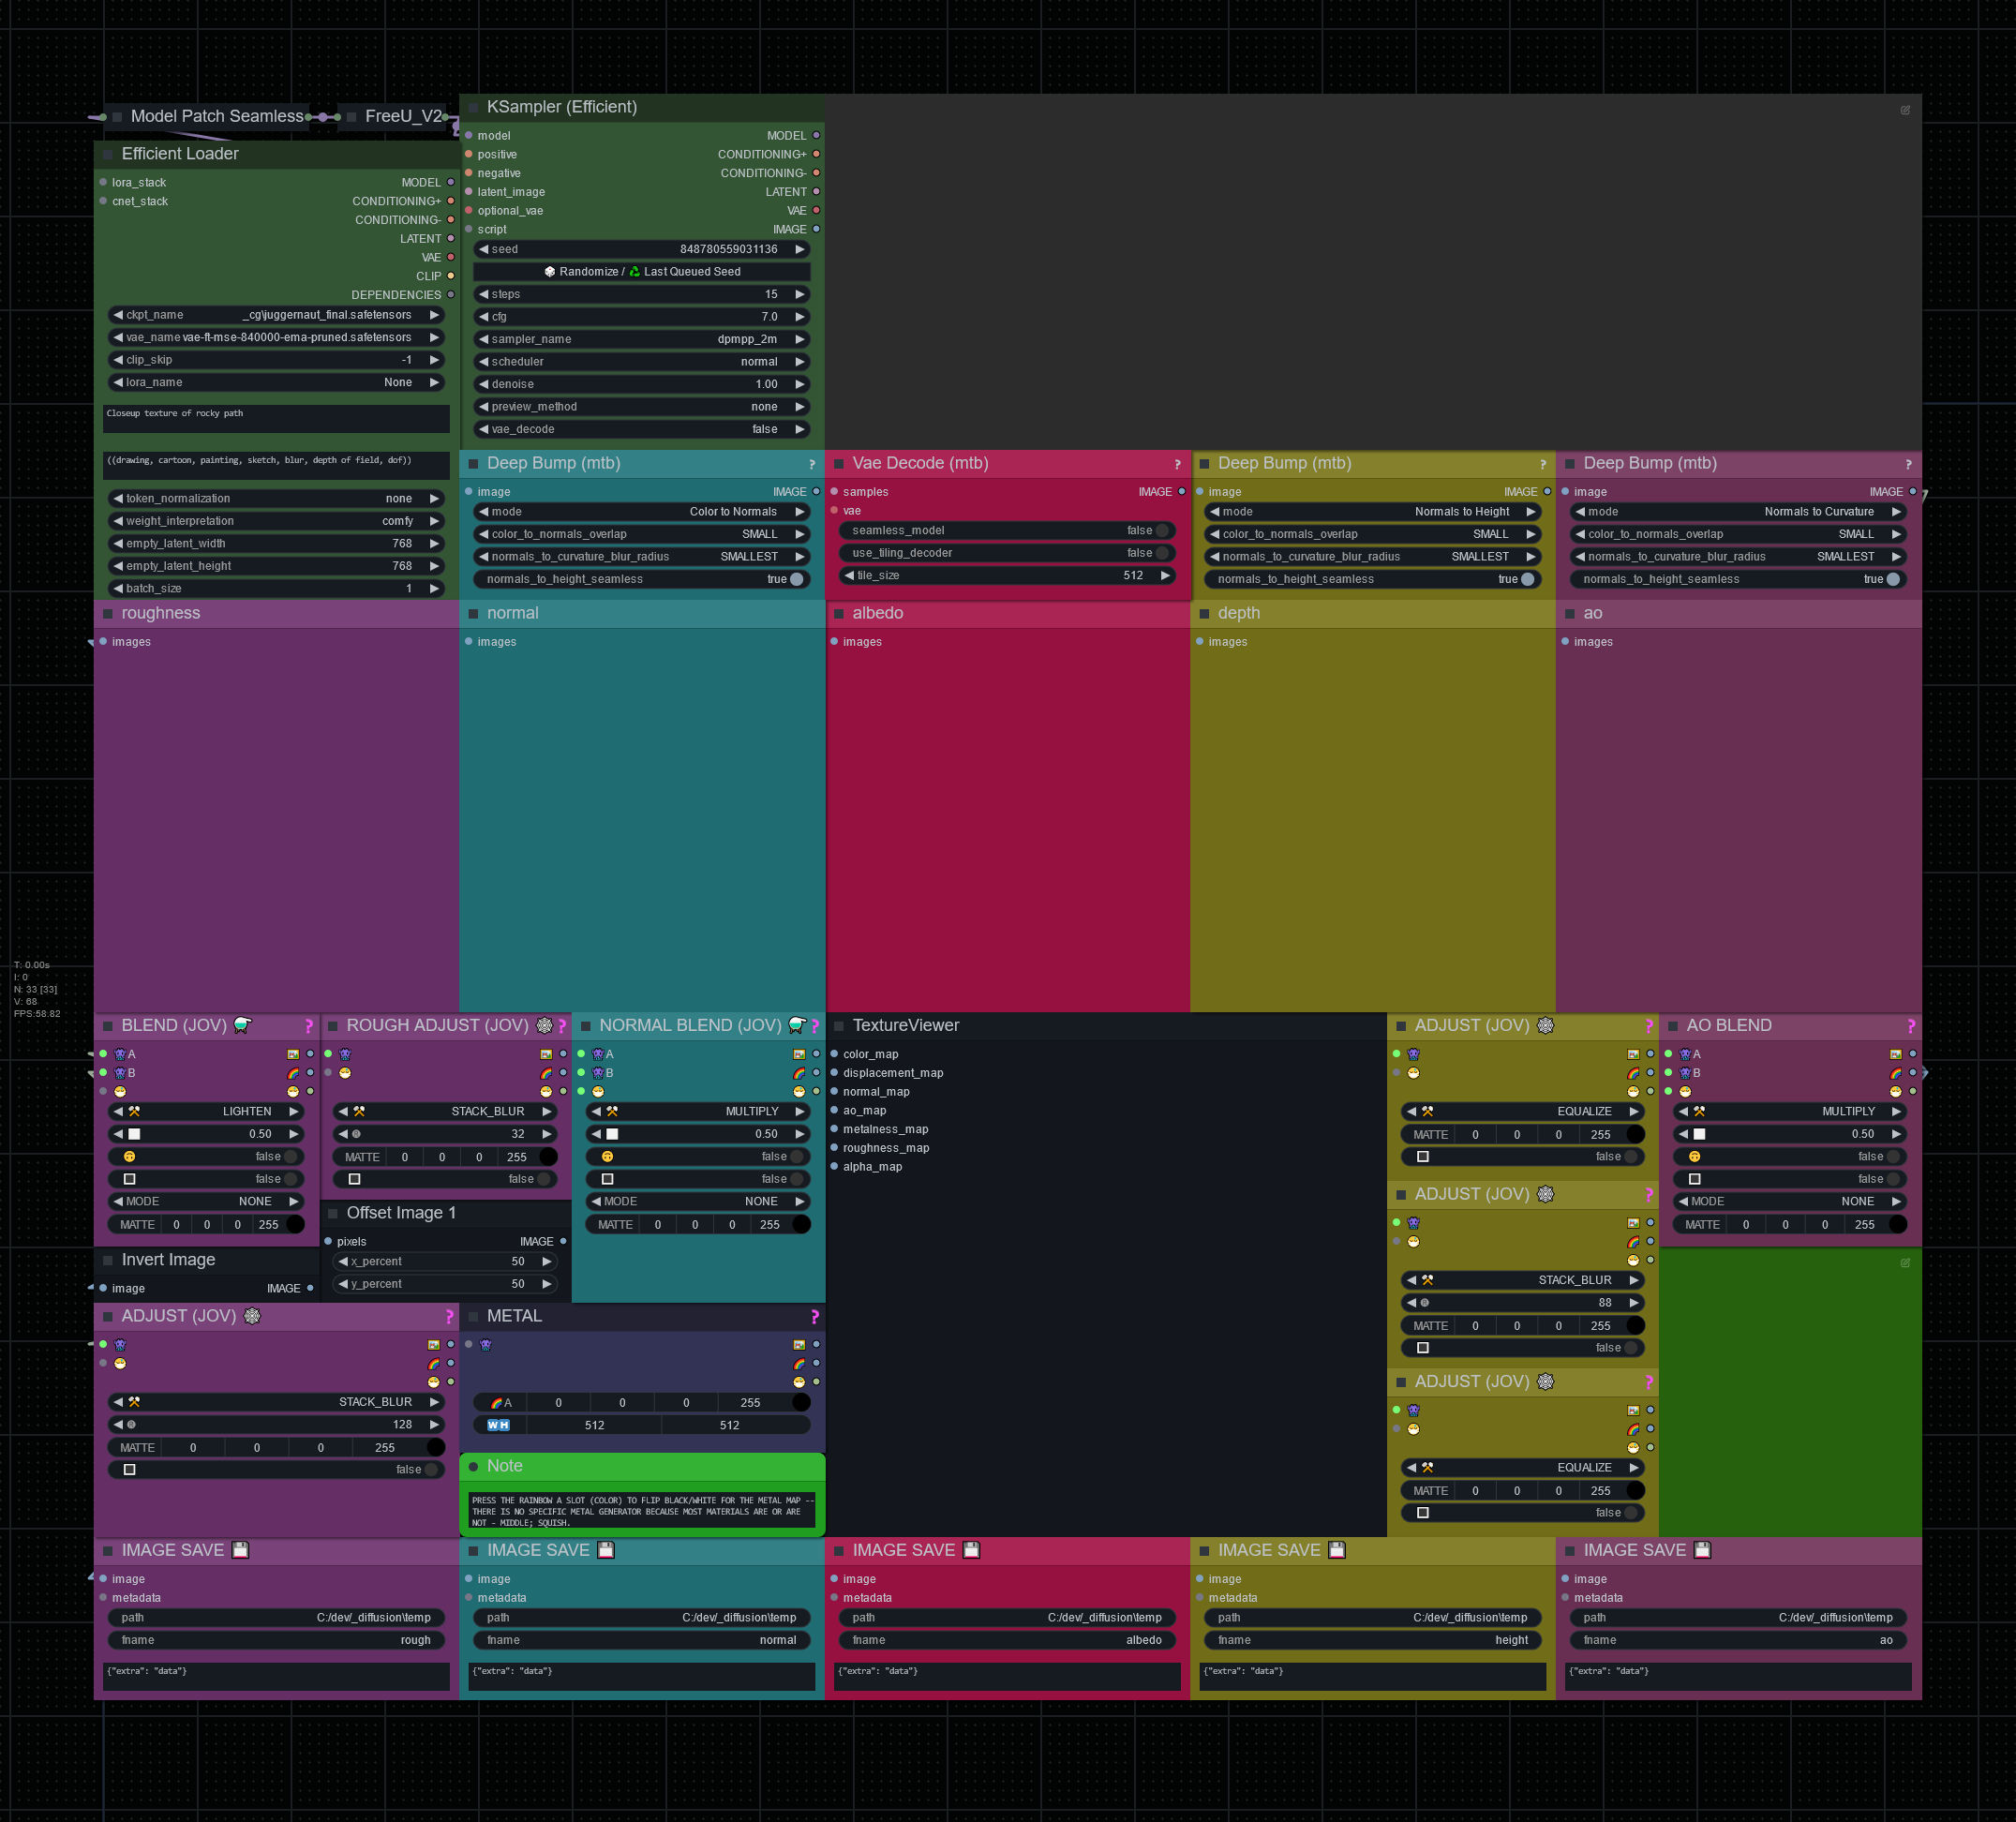 Model Patch Seamless
FreeU_V2
KSampler (Efficient)
model MODEL
positive CONDITIONING+
negative CONDITIONING-
latent_image LATENT
optional_vae VAE
script IMAGE
seed 848780559031136
Randomize / Last Queued Seed
steps 15
cfg 7.0
sampler_name dpmpp_2m
scheduler normal
denoise 1.00
preview_method none
vae_decode false
Efficient Loader
lora_stack MODEL
cnet_stack CONDITIONING+
CONDITIONING-
LATENT
VAE
CLIP
DEPENDENCIES
ckpt_name _cg\juggernaut_final.safetensors
vae_name vae-ft-mse-840000-ema-pruned.safetensors
clip_skip -1
lora_name None
Closeup texture of rocky path
((drawing, cartoon, painting, sketch, blur, depth of field, dof))
token_normalization none
weight_interpretation comfy
empty_latent_width 768
empty_latent_height 768
batch_size 1
Deep Bump (mtb) ?
image IMAGE
mode Color to Normals
color_to_normals_overlap SMALL
normals_to_curvature_blur_radius SMALLEST
normals_to_height_seamless true
Vae Decode (mtb) ?
samples IMAGE
vae
seamless_model false
use_tiling_decoder false
tile_size 512
Deep Bump (mtb) ?
image IMAGE
mode Normals to Height
color_to_normals_overlap SMALL
normals_to_curvature_blur_radius SMALLEST
normals_to_height_seamless true
Deep Bump (mtb) ?
image IMAGE
mode Normals to Curvature
color_to_normals_overlap SMALL
normals_to_curvature_blur_radius SMALLEST
normals_to_height_seamless true
roughness
images
normal
images
albedo
images
depth
images
ao
images
T: 0.00s
I: 0
N: 33 [33]
V: 68
FPS:58.82
BLEND (JOV) ?
A
B
LIGHTEN
0.50
false
false
MODE NONE
MATTE 0 0 0 255
ROUGH ADJUST (JOV) ?
STACK_BLUR
32
MATTE 0 0 0 255
false
NORMAL BLEND (JOV) ?
A
B
MULTIPLY
0.50
false
false
MODE NONE
MATTE 0 0 0 255
TextureViewer
color_map
displacement_map
normal_map
ao_map
metalness_map
roughness_map
alpha_map
ADJUST (JOV) ?
EQUALIZE
MATTE 0 0 0 255
false
AO BLEND ?
A
B
MULTIPLY
0.50
false
false
MODE NONE
MATTE 0 0 0 255
ADJUST (JOV) ?
STACK_BLUR
88
MATTE 0 0 0 255
false
ADJUST (JOV) ?
EQUALIZE
MATTE 0 0 0 255
false
Offset Image 1
pixels IMAGE
x_percent 50
y_percent 50
Invert Image
image IMAGE
ADJUST (JOV) ?
STACK_BLUR
128
MATTE 0 0 0 255
false
METAL ?
A 0 0 0 255
W H 512 512
Note
PRESS THE RAINBOW A SLOT (COLOR) TO FLIP BLACK/WHITE FOR THE METAL MAP --
THERE IS NO SPECIFIC METAL GENERATOR BECAUSE MOST MATERIALS ARE OR ARE
NOT - MIDDLE; SQUISH.
IMAGE SAVE
image
metadata
path C:/dev/_diffusion\temp
fname rough
{"extra": "data"}
IMAGE SAVE
image
metadata
path C:/dev/_diffusion\temp
fname normal
{"extra": "data"}
IMAGE SAVE
image
metadata
path C:/dev/_diffusion\temp
fname albedo
{"extra": "data"}
IMAGE SAVE
image
metadata
path C:/dev/_diffusion\temp
fname height
{"extra": "data"}
IMAGE SAVE
image
metadata
path C:/dev/_diffusion\temp
fname ao
{"extra": "data"}